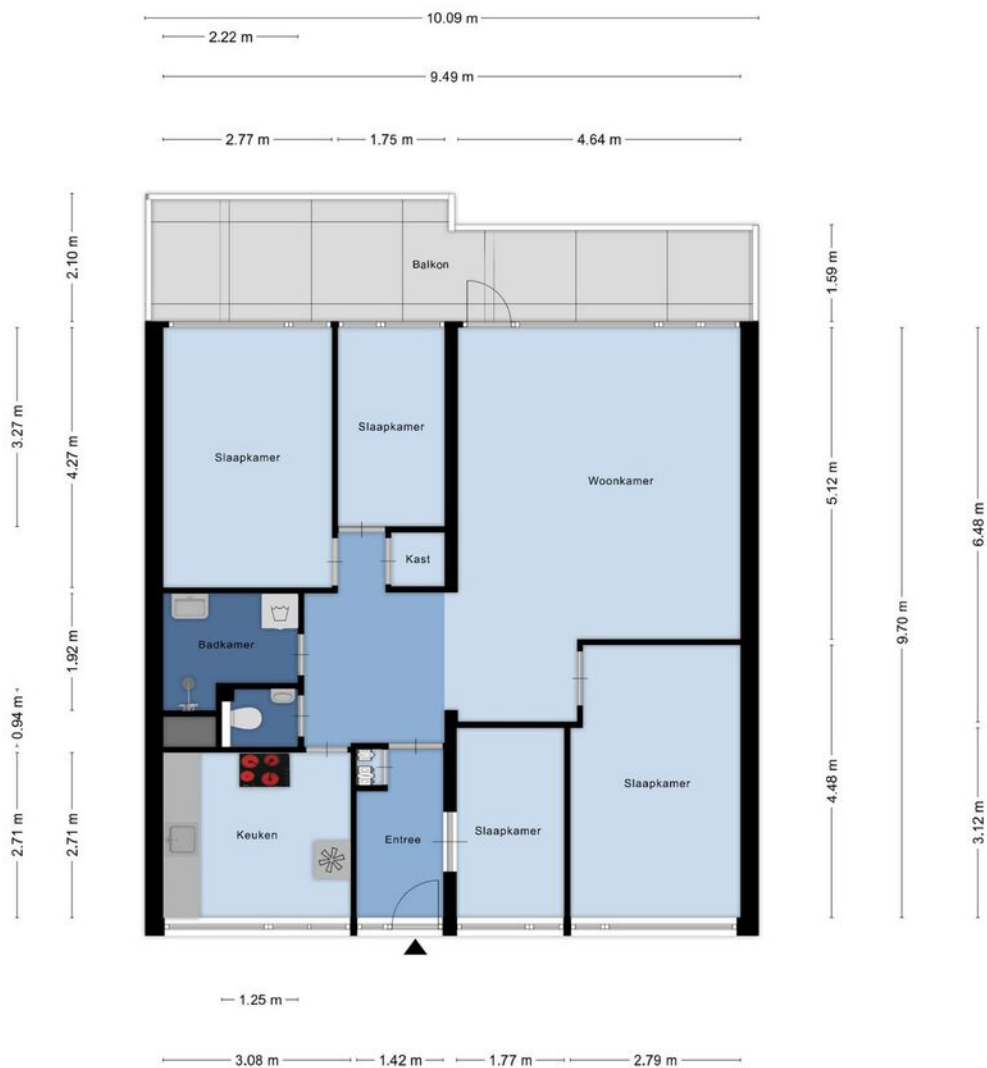 10.09 m
2.22 m
9.49 m
2.77 m
1.75 m
4.64 m
2.10 m
1.59 m
Balkon
3.27 m
4.27 m
Slaapkamer
Slaapkamer
Woonkamer
5.12 m
6.48 m
Kast
9.70 m
1.92 m
Badkamer
0.94 m
2.71 m
2.71 m
Keuken
Entree
Slaapkamer
Slaapkamer
4.48 m
3.12 m
1.25 m
3.08 m
1.42 m
1.77 m
2.79 m